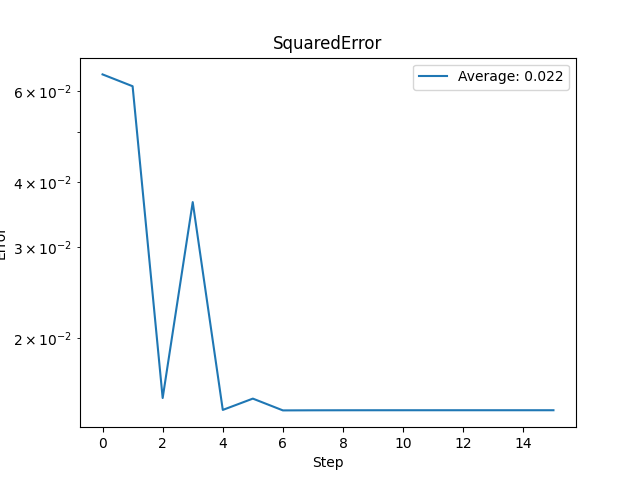 SquaredError
Average: 0.022
6 × 10⁻²
4 × 10⁻²
3 × 10⁻²
2 × 10⁻²
Error
0 2 4 6 8 10 12 14
Step